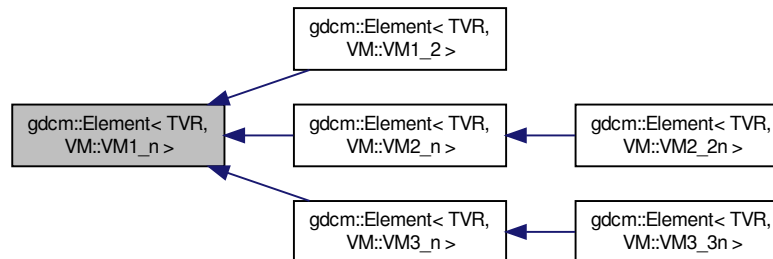 gdcm::Element< TVR,
VM::VM1_2 >
gdcm::Element< TVR,
VM::VM1_n >
gdcm::Element< TVR,
VM::VM2_n >
gdcm::Element< TVR,
VM::VM2_2n >
gdcm::Element< TVR,
VM::VM3_n >
gdcm::Element< TVR,
VM::VM3_3n >